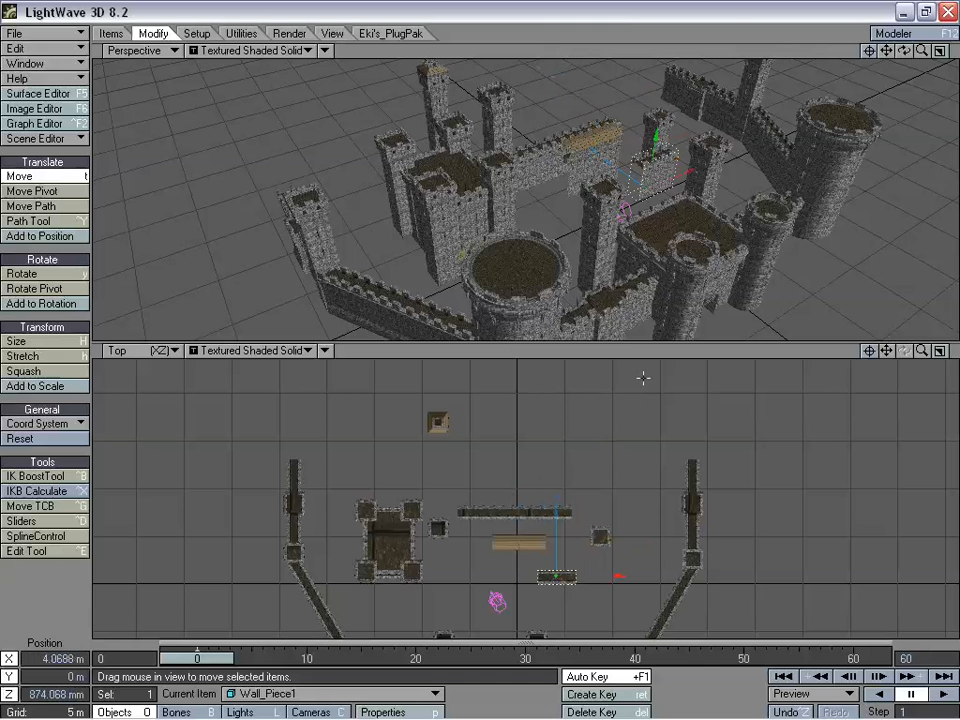 LightWave 3D 8.2
File
Items
Modify
Setup
Utilities
Render
View
Eki's_PlugPak
Modeler F12
Edit
Perspective
Textured Shaded Solid
Window
Help
Surface Editor F5
Image Editor F6
Graph Editor ^F2
Scene Editor
Translate
Move t
Move Pivot
Move Path
Path Tool ^Y
Add to Position
Rotate
Rotate y
Rotate Pivot
Add to Rotation
Transform
Size H
Stretch h
Top [XZ]
Textured Shaded Solid
Squash
Add to Scale
General
Coord System
Reset
Tools
IK BoostTool ^B
IKB Calculate ^X
Move TCB ^G
Sliders ^D
SplineControl
Edit Tool ^E
Position
X 4.0688 m
0 0 10 20 30 40 50 60 60
Y 0 m
Drag mouse in view to move selected items.
Auto Key +F1
Z 874.068 mm
Sel: 1
Current Item
Wall_Piece1
Create Key ret
Preview
Undo ^Z
Redo
Grid: 5 m
Objects O
Bones B
Lights L
Cameras C
Properties p
Delete Key del
Step 1